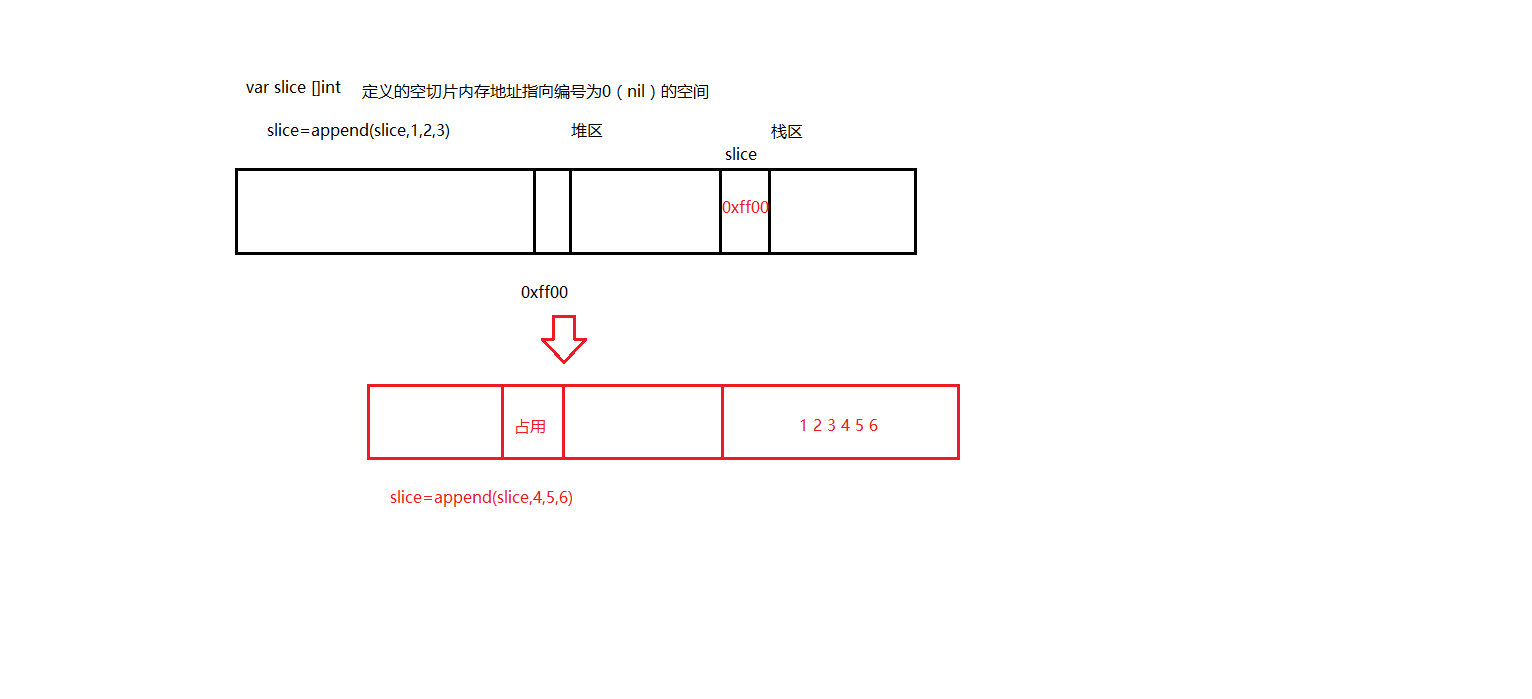 var slice []int 定义的空切片内存地址指向编号为0（nil）的空间
slice=append(slice,1,2,3) 堆区 栈区
slice
0xff00
0xff00
占用 1 2 3 4 5 6
slice=append(slice,4,5,6)